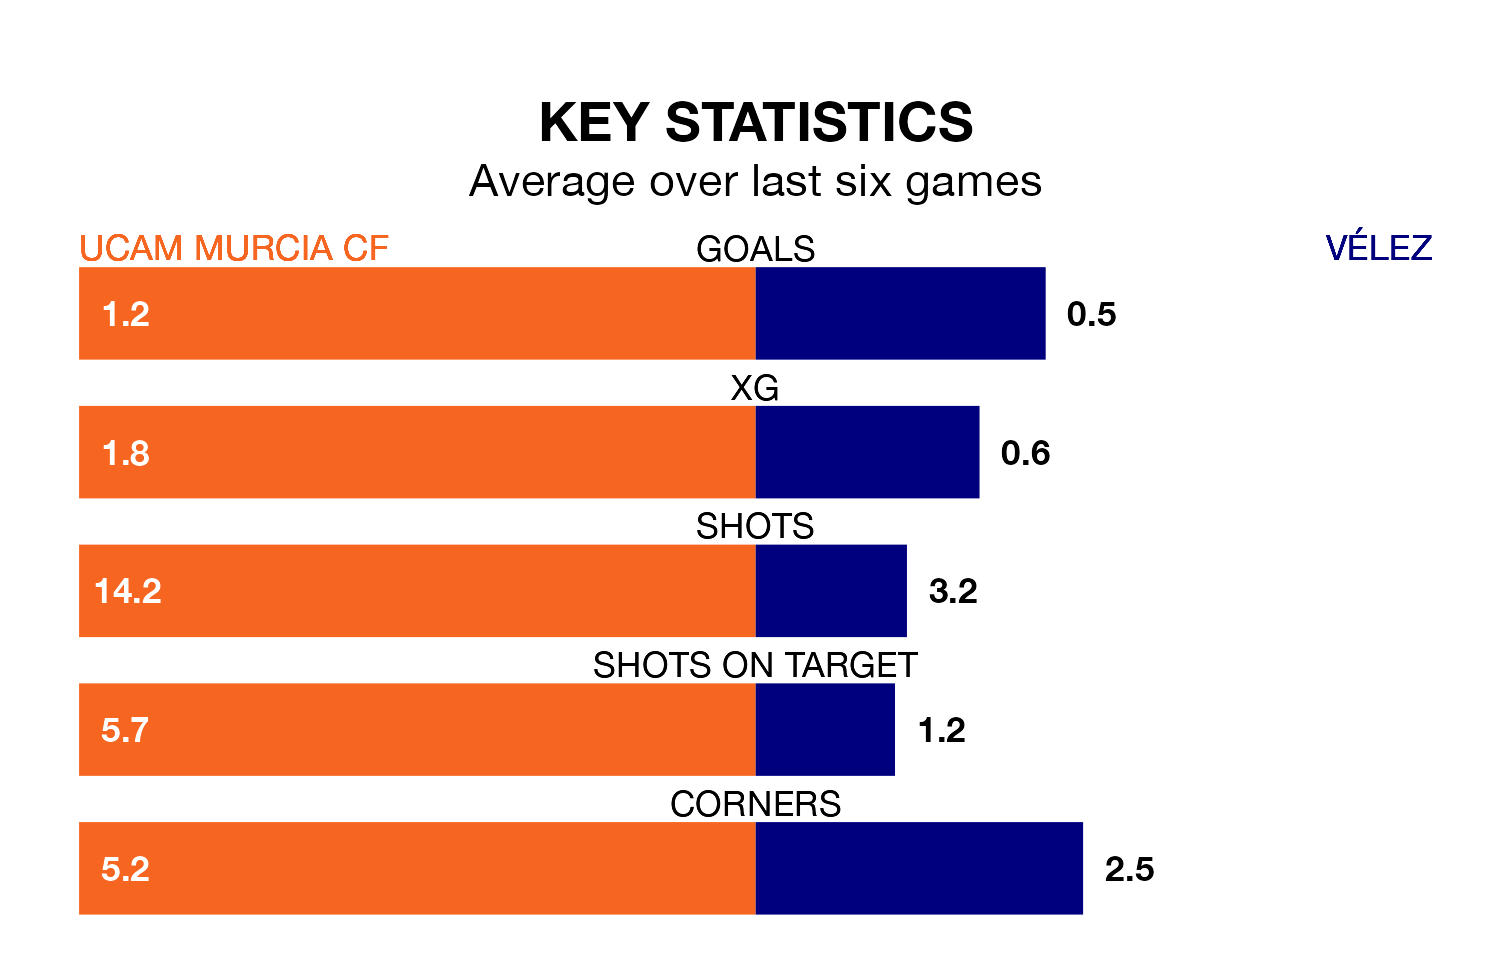 KEY STATISTICS
Average over last six games
UCAM MURCIA CF GOALS VÉLEZ
1.2 0.5
XG
1.8 0.6
SHOTS
14.2 3.2
SHOTS ON TARGET
5.7 1.2
CORNERS
5.2 2.5